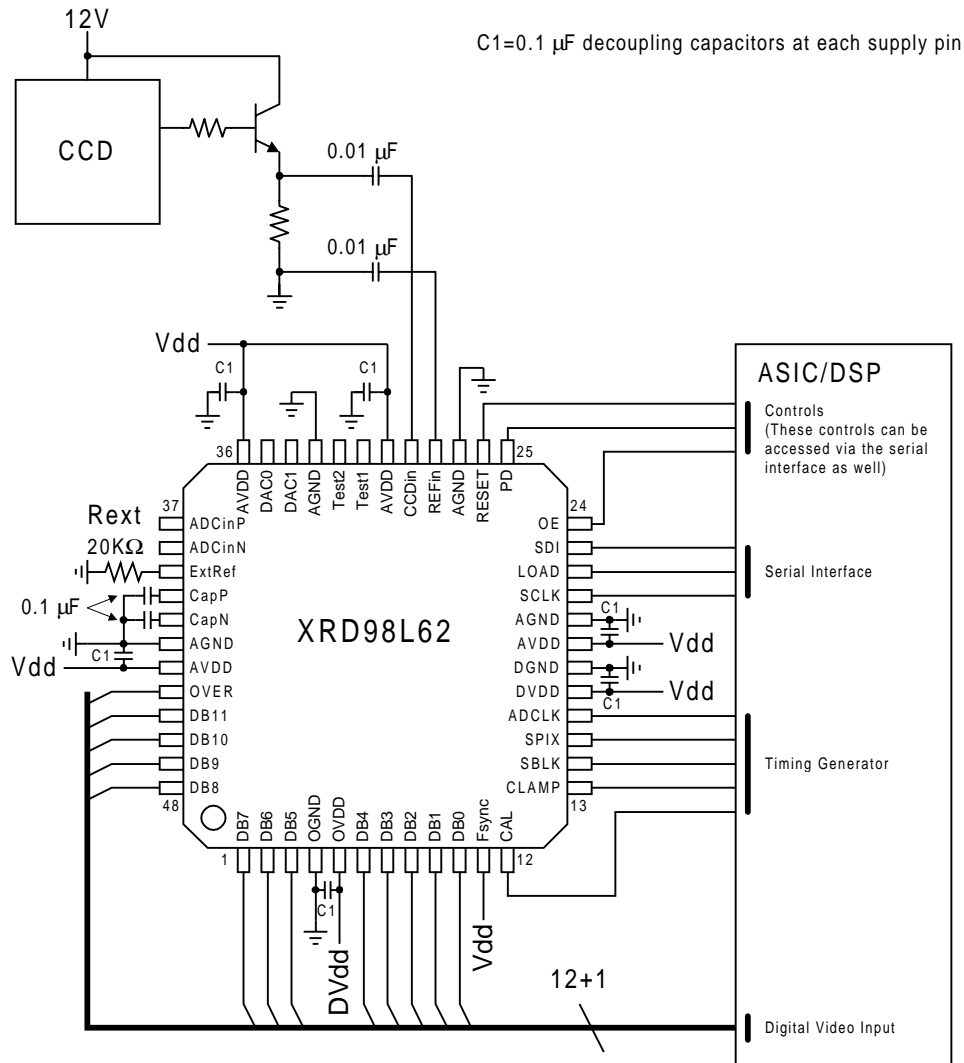 12V
C1=0.1 μF decoupling capacitors at each supply pin
CCD
0.01 μF
0.01 μF
Vdd
C1
C1
ASIC/DSP
Controls
(These controls can be
accessed via the serial
interface as well)
36
25
AVDD
DAC0
DAC1
AGND
Test2
Test1
AVDD
CCDin
REFin
AGND
RESET
PD
37
24
Rext
20KΩ
0.1 μF
C1
Vdd
ADCinP
ADCinN
ExtRef
CapP
CapN
AGND
AVDD
OVER
DB11
DB10
DB9
DB8
48
XRD98L62
OE
SDI
LOAD
SCLK
AGND
AVDD
DGND
DVDD
ADCLK
SPIX
SBLK
CLAMP
13
C1
Vdd
C1
Vdd
Serial Interface
Timing Generator
DB7
DB6
DB5
OGND
OVDD
DB4
DB3
DB2
DB1
DB0
Fsync
CAL
1
12
C1
DVdd
Vdd
12+1
Digital Video Input